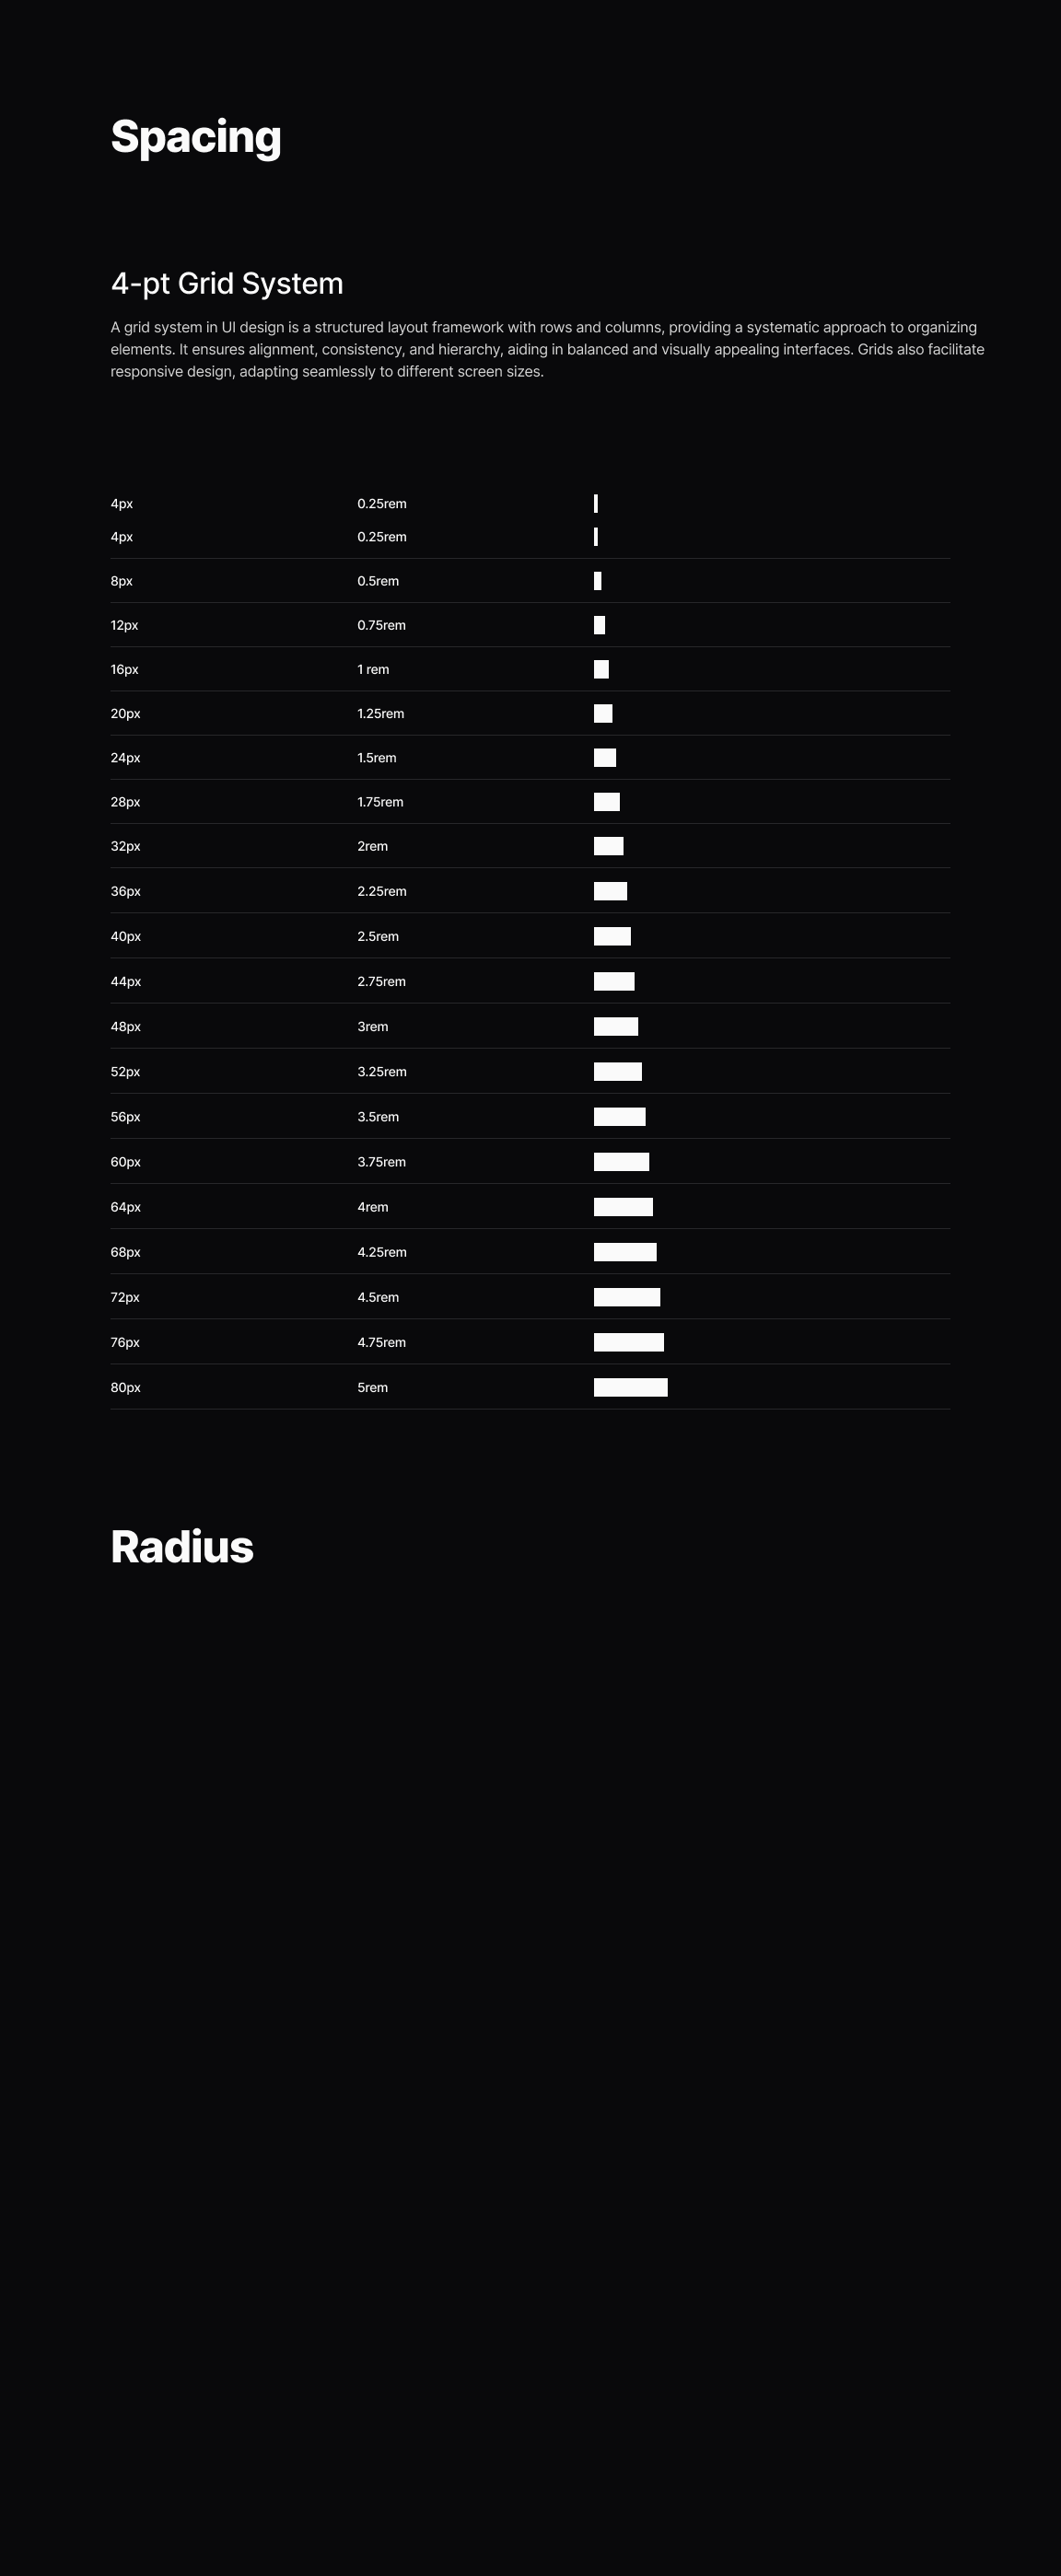 Spacing
4-pt Grid System
A grid system in UI design is a structured layout framework with rows and columns, providing a systematic approach to organizing
elements. It ensures alignment, consistency, and hierarchy, aiding in balanced and visually appealing interfaces. Grids also facilitate
responsive design, adapting seamlessly to different screen sizes.
4px 0.25rem
4px 0.25rem
8px 0.5rem
12px 0.75rem
16px 1 rem
20px 1.25rem
24px 1.5rem
28px 1.75rem
32px 2rem
36px 2.25rem
40px 2.5rem
44px 2.75rem
48px 3rem
52px 3.25rem
56px 3.5rem
60px 3.75rem
64px 4rem
68px 4.25rem
72px 4.5rem
76px 4.75rem
80px 5rem
Radius